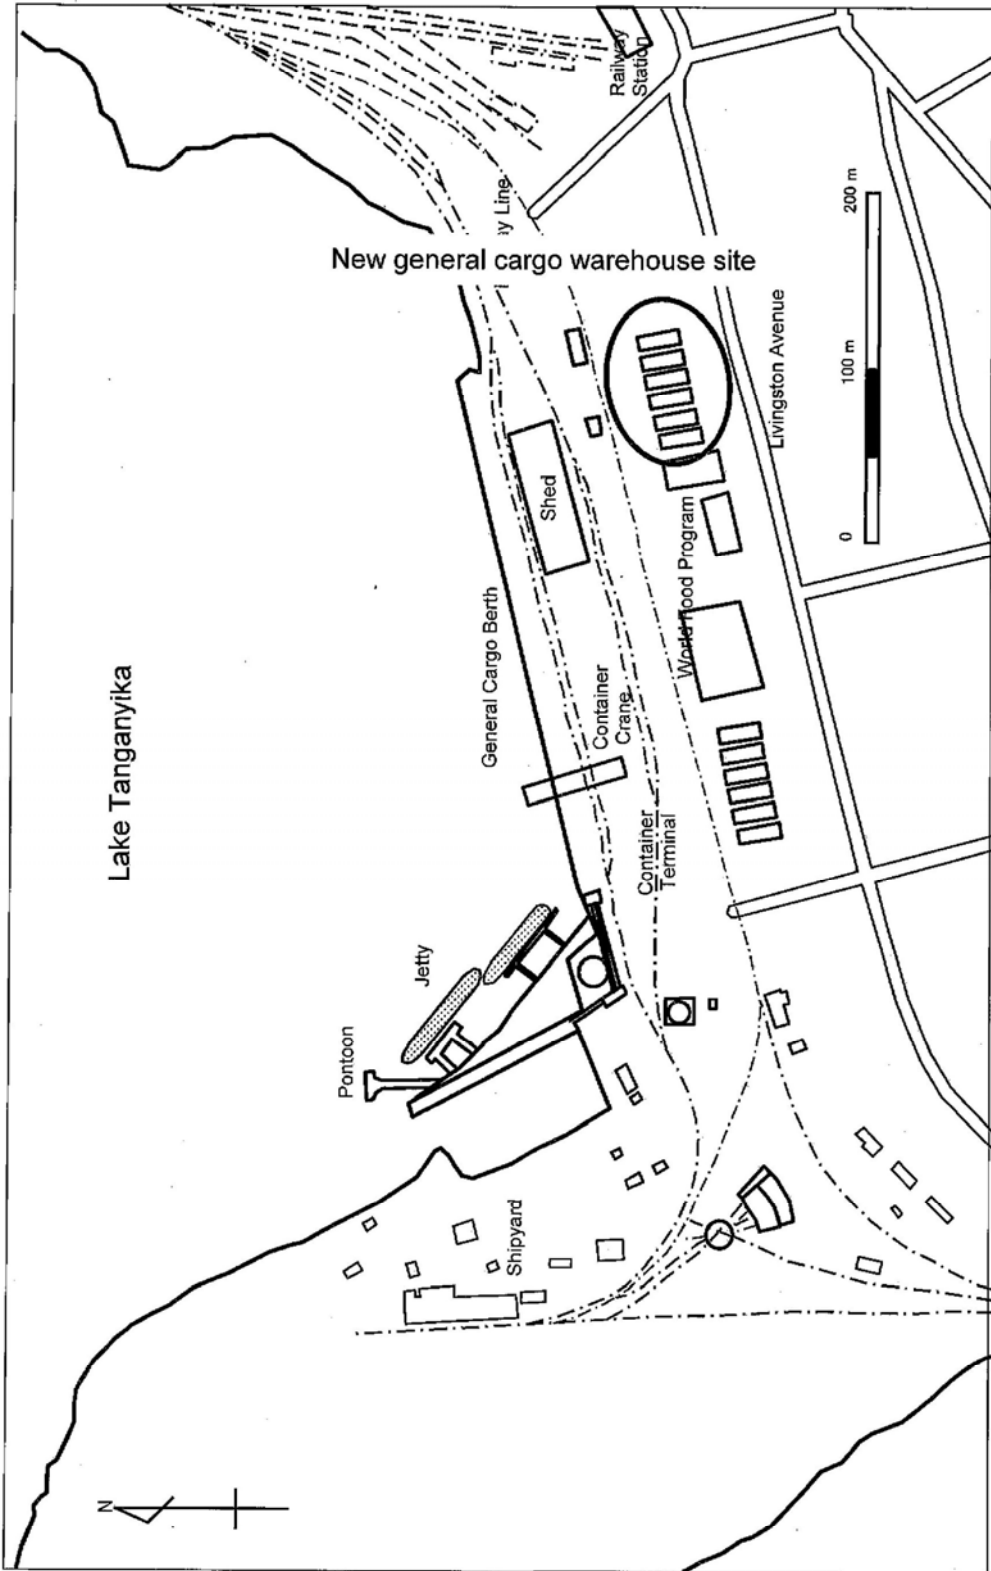 Railway
Station
y Line
New general cargo warehouse site
200 m
100 m
0
Livingston Avenue
Shed
World Food Program
General Cargo Berth
Container
Crane
Lake Tanganyika
Container
Terminal
Jetty
Pontoon
Shipyard
N